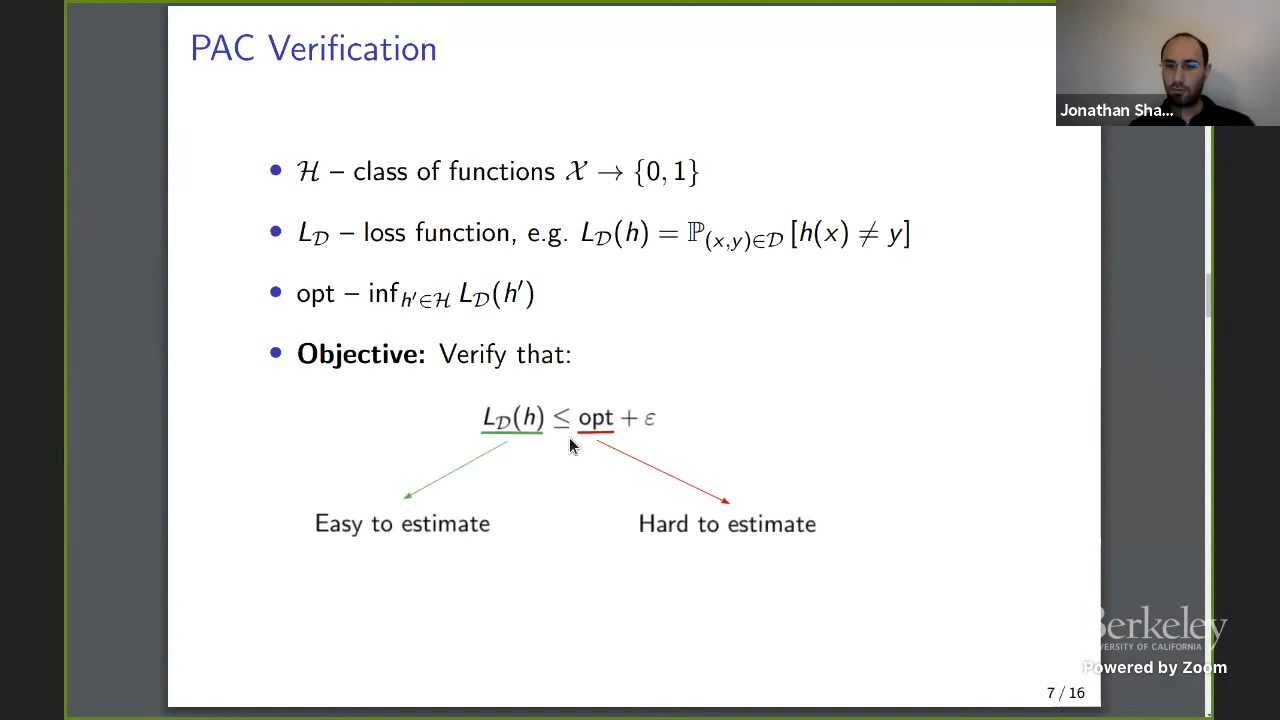 PAC Verification
Jonathan Sha...
• ℋ – class of functions 𝒳 → {0, 1}
• L_𝒟 – loss function, e.g. L_𝒟(h) = ℙ_(x,y)∈𝒟 [h(x) ≠ y]
• opt – inf_h′∈ℋ L_𝒟(h′)
• Objective: Verify that:
L_𝒟(h) ≤ opt + ε
Easy to estimate Hard to estimate
Berkeley
UNIVERSITY OF CALIFORNIA
Powered by Zoom
7 / 16